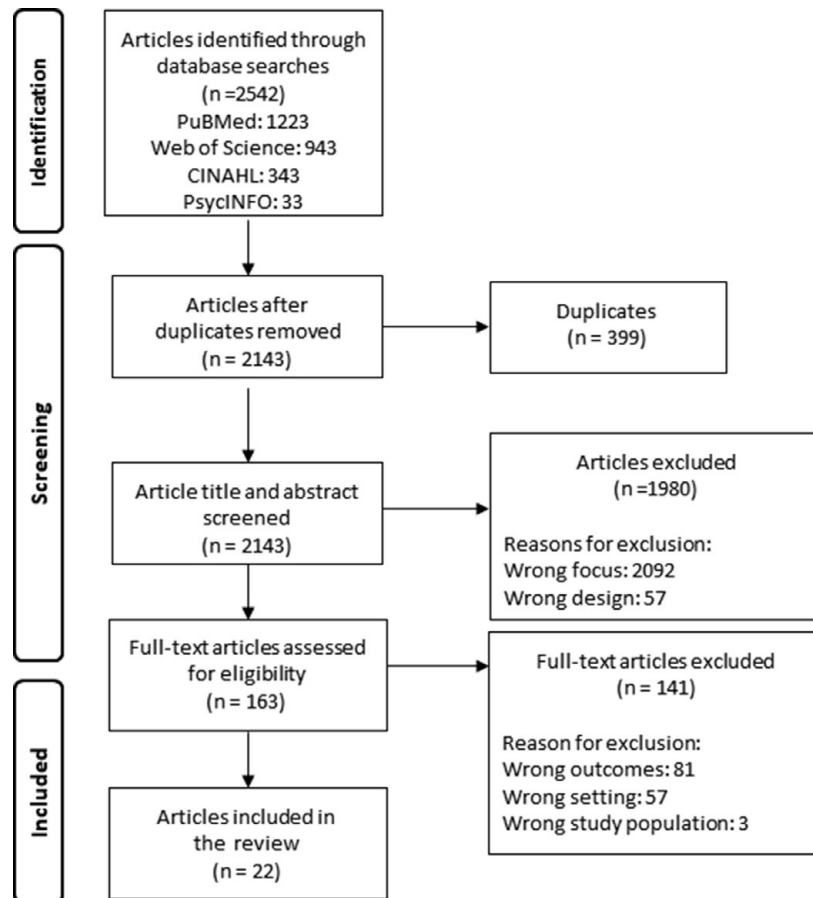 Identification
Articles identified through
database searches
(n =2542)
PuBMed: 1223
Web of Science: 943
CINAHL: 343
PsycINFO: 33
Screening
Articles after
duplicates removed
(n = 2143)
Duplicates
(n = 399)
Article title and abstract
screened
(n = 2143)
Articles excluded
(n =1980)
Reasons for exclusion:
Wrong focus: 2092
Wrong design: 57
Full-text articles assessed
for eligibility
(n = 163)
Full-text articles excluded
(n = 141)
Reason for exclusion:
Wrong outcomes: 81
Wrong setting: 57
Wrong study population: 3
Included
Articles included in
the review
(n = 22)